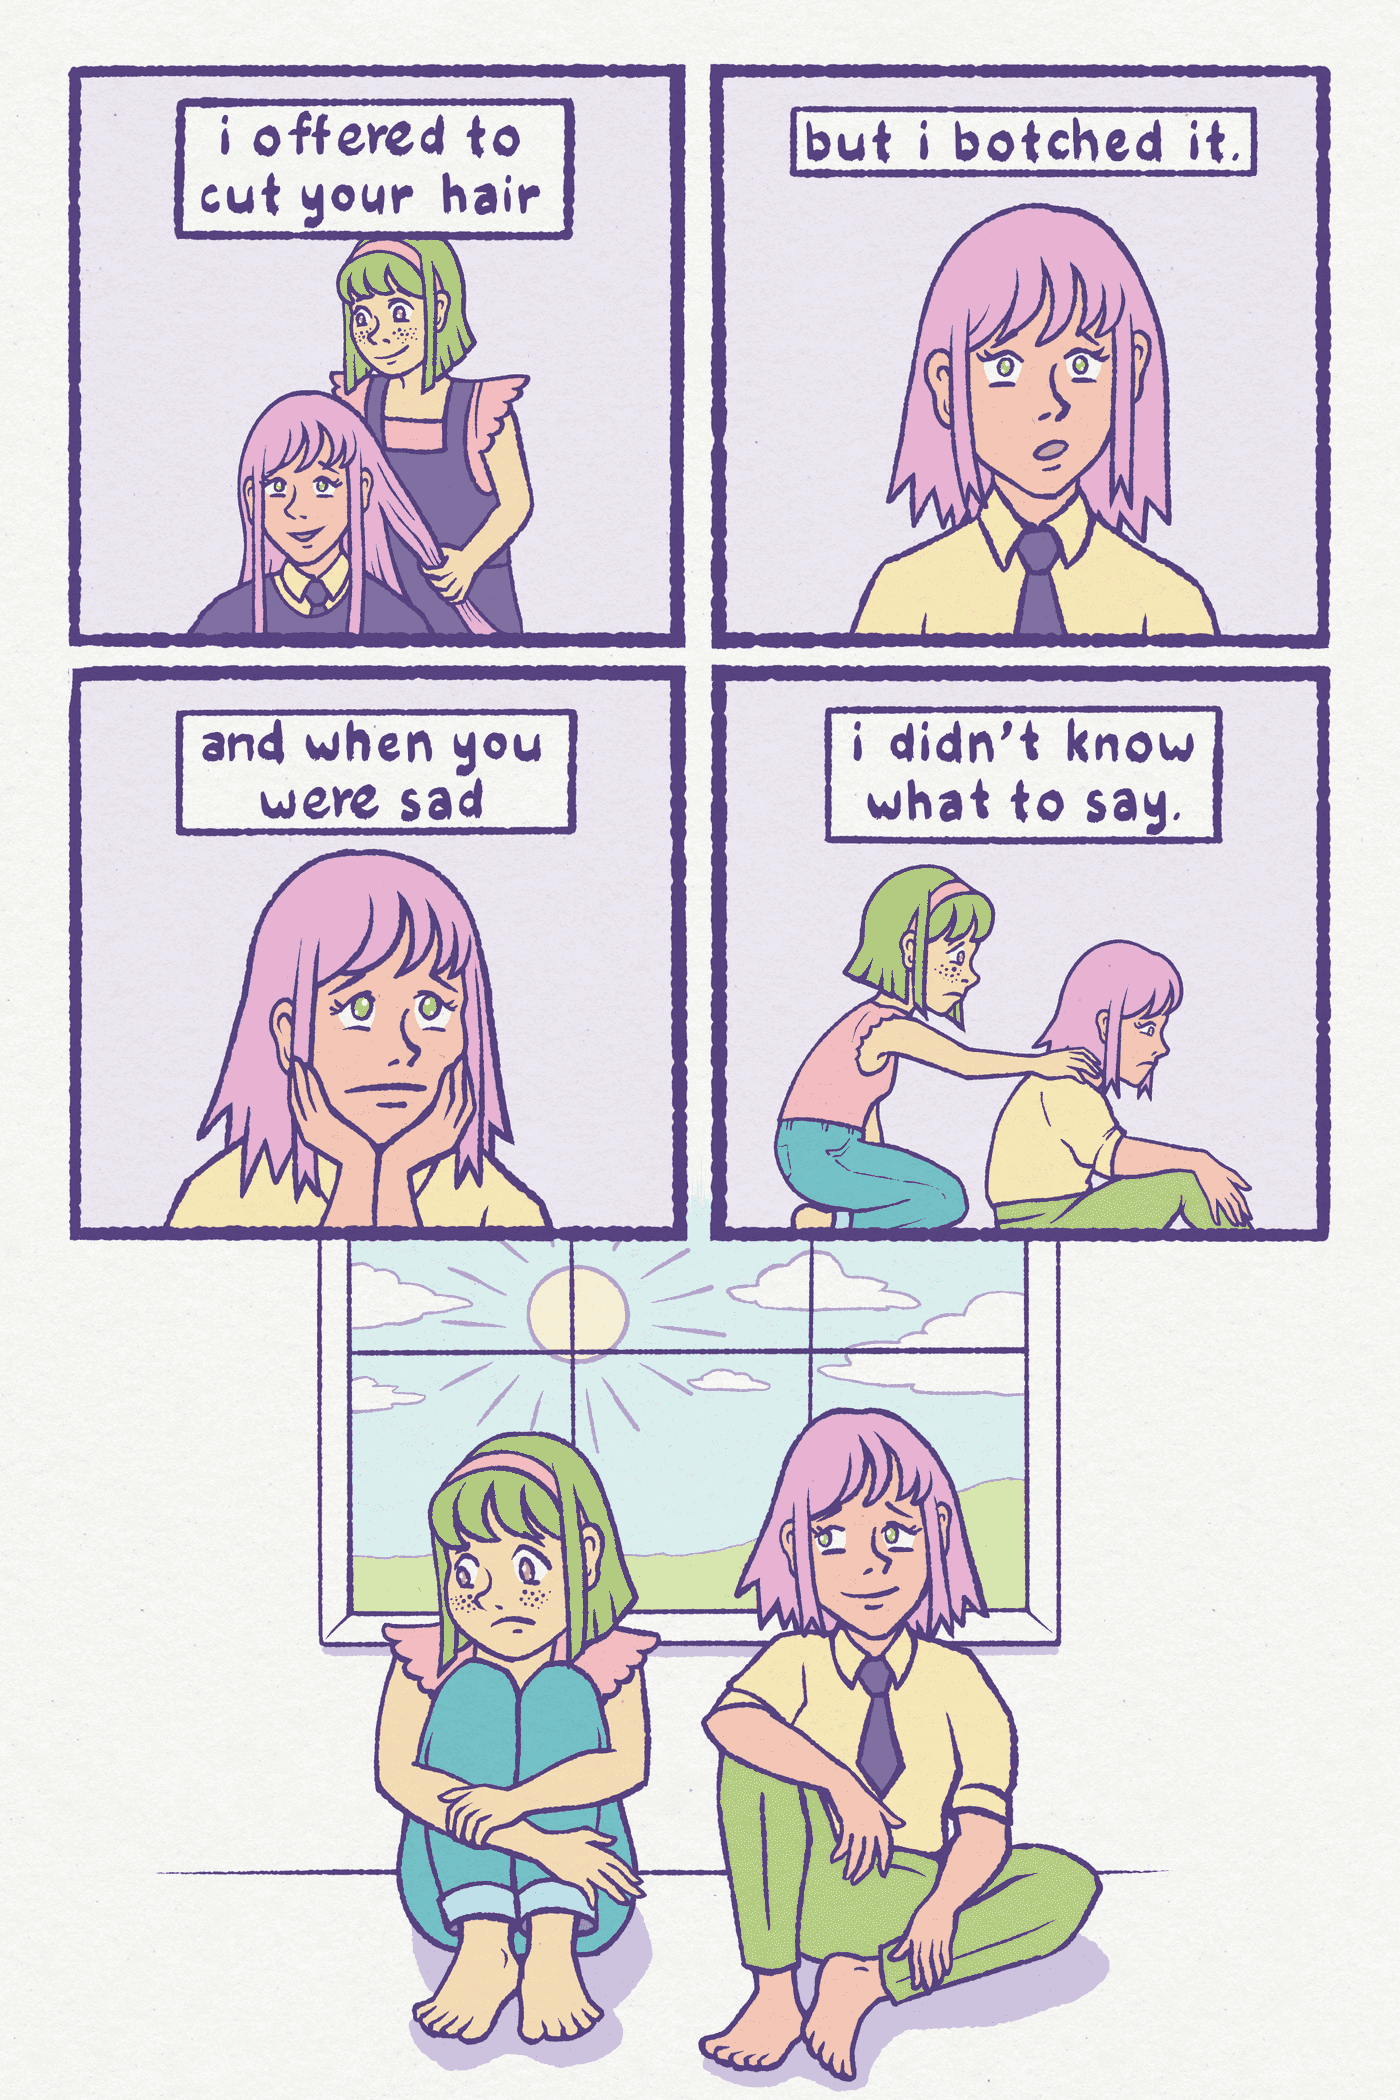 i offered to
cut your hair
but i botched it.
and when you
were sad
i didn't know
what to say.